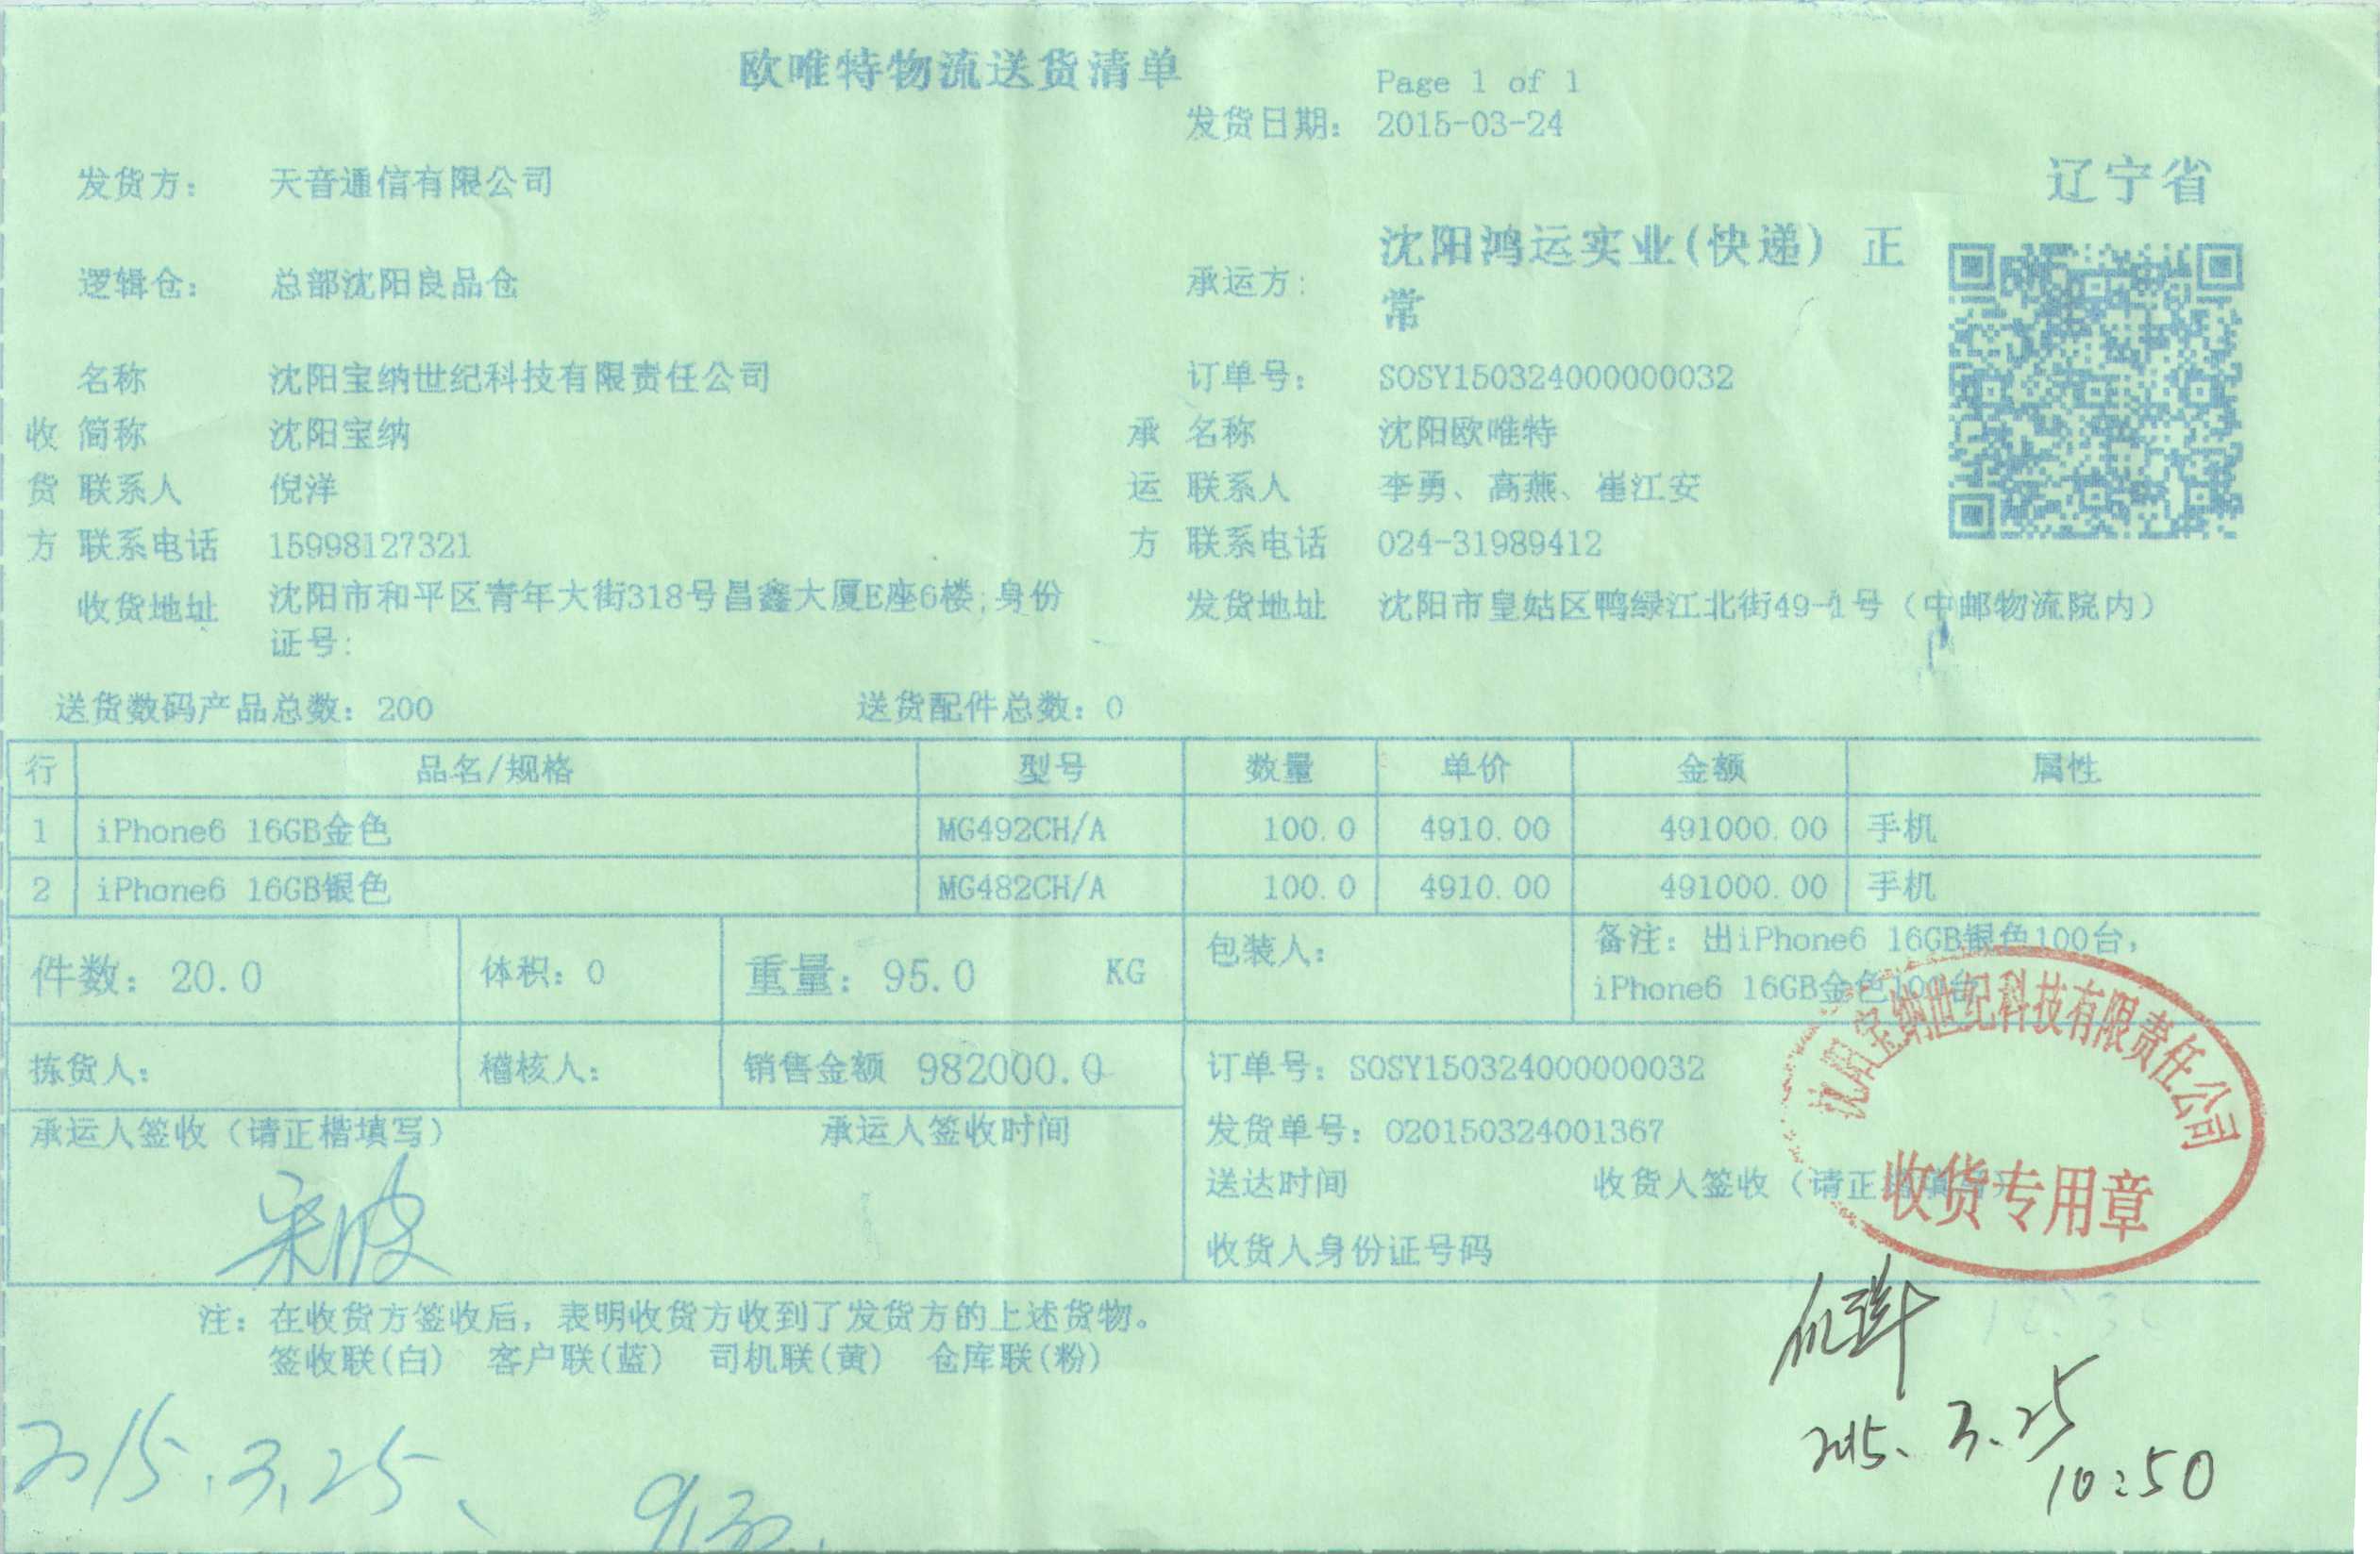 欧唯特物流送货清单
Page 1 of 1
发货日期: 2015-03-24
辽宁省
发货方: 天音通信有限公司
逻辑仓: 总部沈阳良品仓
承运方: 沈阳鸿运实业(快递) 正
常
名称 沈阳宝纳世纪科技有限责任公司
订单号: SOSY150324000000032
收 简称 沈阳宝纳
承 名称 沈阳欧唯特
货 联系人 倪洋
运 联系人 李勇、高燕、崔江安
方 联系电话 15998127321
方 联系电话 024-31989412
收货地址 沈阳市和平区青年大街318号昌鑫大厦E座6楼;身份
证号:
发货地址 沈阳市皇姑区鸭绿江北街49-1号（中邮物流院内）
送货数码产品总数: 200 送货配件总数: 0
行 品名/规格 型号 数量 单价 金额 属性
1 iPhone6 16GB金色 MG492CH/A 100.0 4910.00 491000.00 手机
2 iPhone6 16GB银色 MG482CH/A 100.0 4910.00 491000.00 手机
件数: 20.0 体积: 0 重量: 95.0 KG 包装人:
备注: 出iPhone6 16GB银色100台,
iPhone6 16GB金色100台
拣货人: 稽核人: 销售金额 982000.0 订单号: SOSY150324000000032
承运人签收（请正楷填写） 承运人签收时间
发货单号: 020150324001367
送达时间 收货人签收（请正
收货人身份证号码
沈阳宝纳世纪科技有限责任公司
收货专用章
宋波
注: 在收货方签收后, 表明收货方收到了发货方的上述货物。
签收联(白) 客户联(蓝) 司机联(黄) 仓库联(粉)
2015.3.25、
9:30.
2015、3.25
10:50